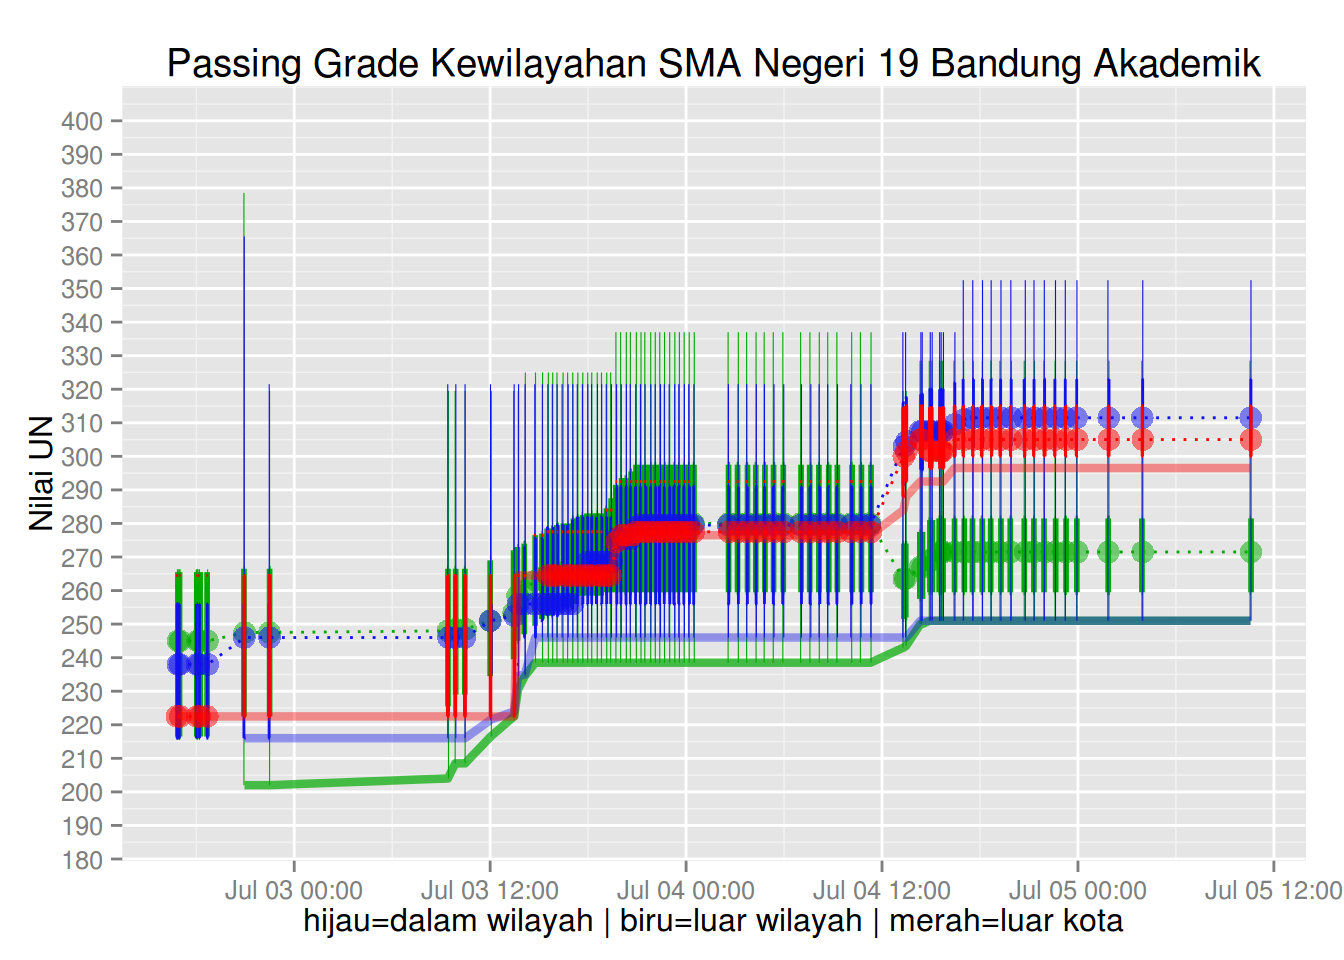 Passing Grade Kewilayahan SMA Negeri 19 Bandung Akademik
Nilai UN
400
390
380
370
360
350
340
330
320
310
300
290
280
270
260
250
240
230
220
210
200
190
180
Jul 03 00:00
Jul 03 12:00
Jul 04 00:00
Jul 04 12:00
Jul 05 00:00
Jul 05 12:00
hijau=dalam wilayah | biru=luar wilayah | merah=luar kota